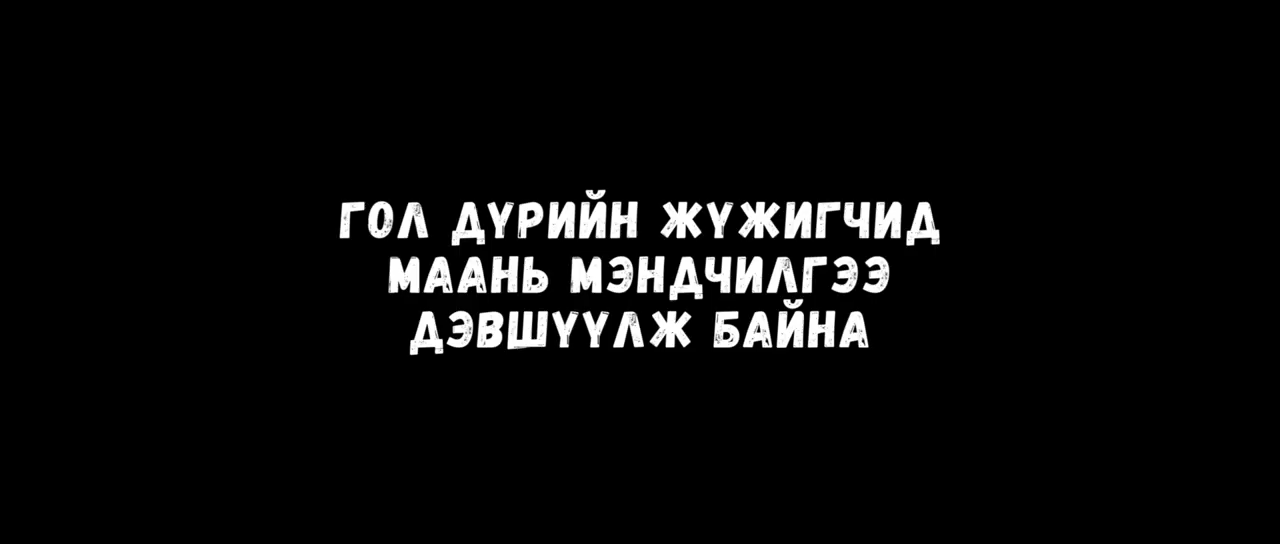 ГОЛ ДҮРИЙН ЖҮЖИГЧИД
МААНЬ МЭНДЧИЛГЭЭ
ДЭВШҮҮЛЖ БАЙНА